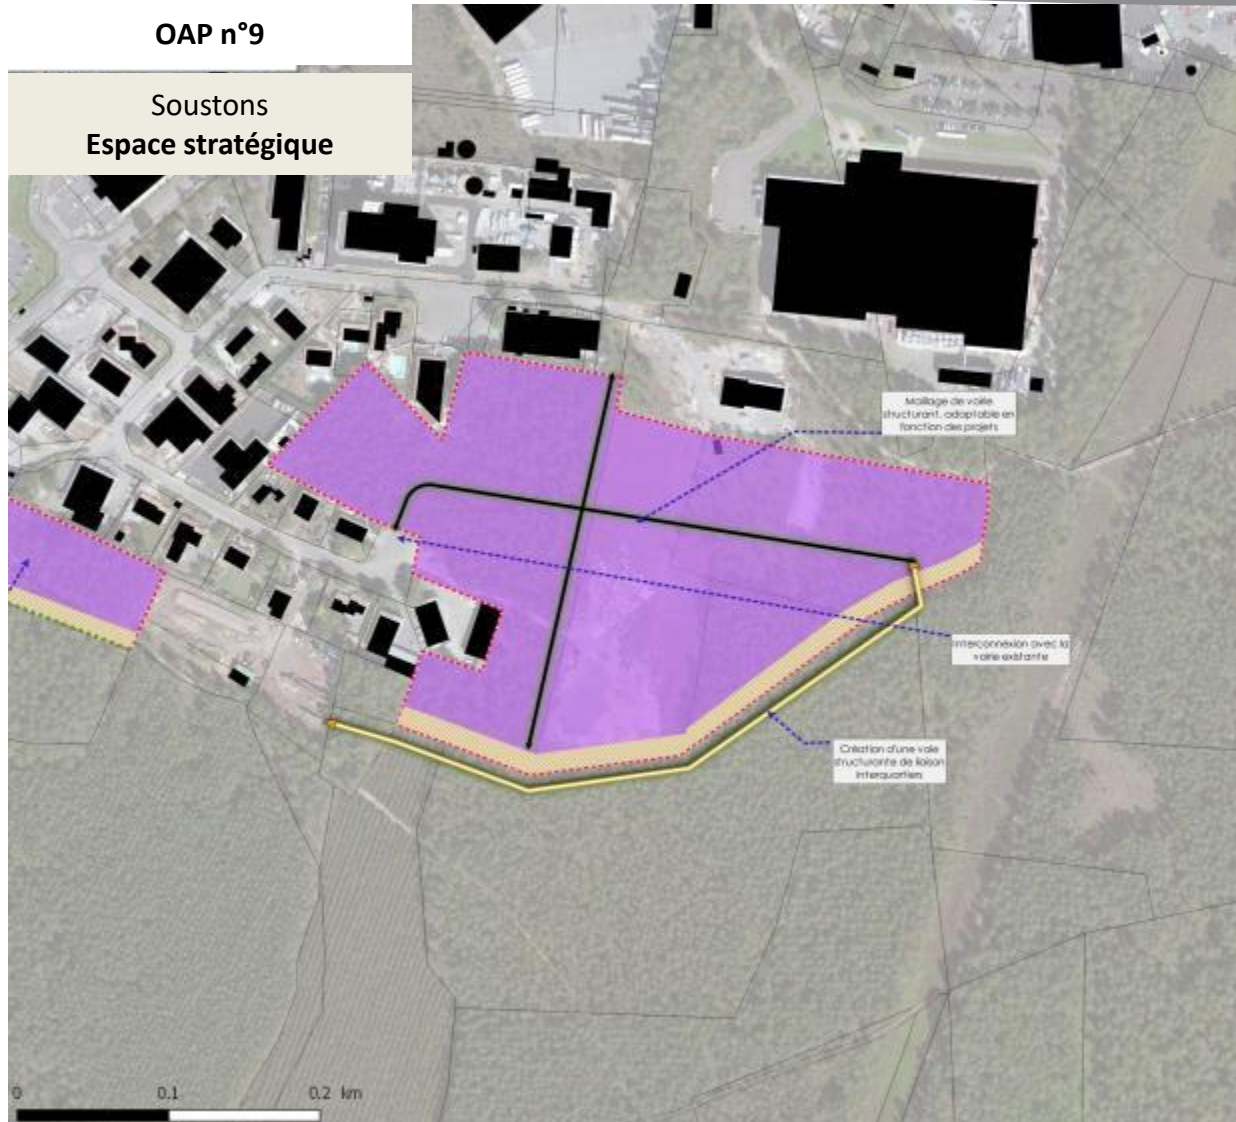 OAP n°9
Soustons
Espace stratégique
Maillage de voirie
structurant, adaptable en
fonction des projets
Interconnexion avec la
voirie existante
Création d'une voie
structurante de liaison
interquartiers
0 0.1 0.2 km